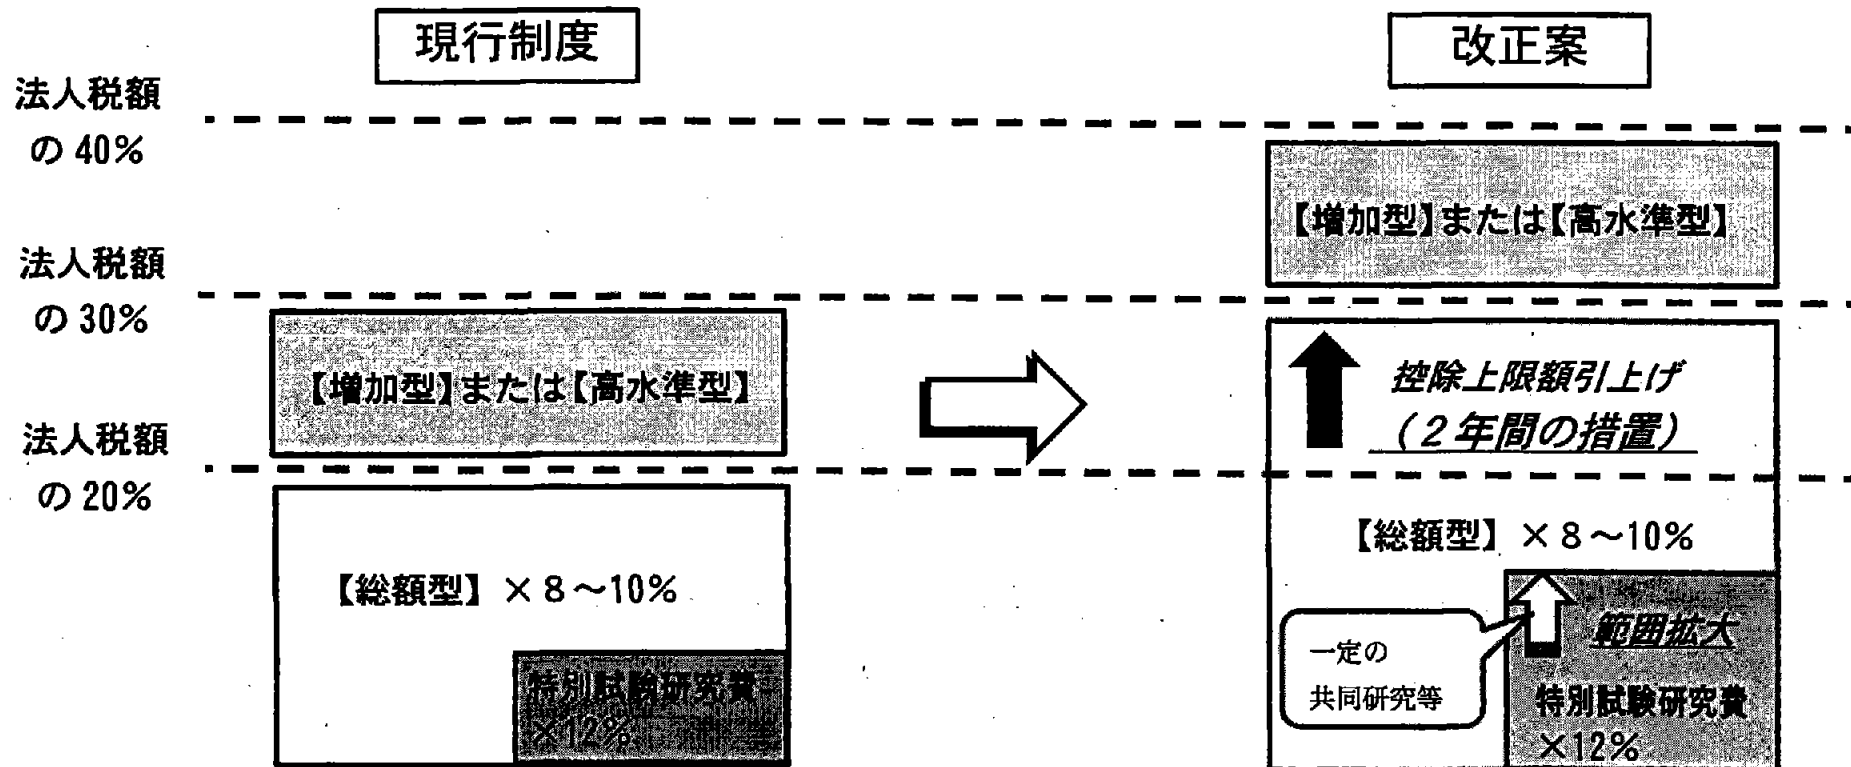 現行制度
改正案
法人税額
の40%
法人税額
の30%
法人税額
の20%
【増加型】または【高水準型】
【総額型】×8～10%
特別試験研究費
×12%
【増加型】または【高水準型】
控除上限額引上げ
(2年間の措置)
【総額型】×8～10%
一定の
共同研究等
範囲拡大
特別試験研究費
×12%